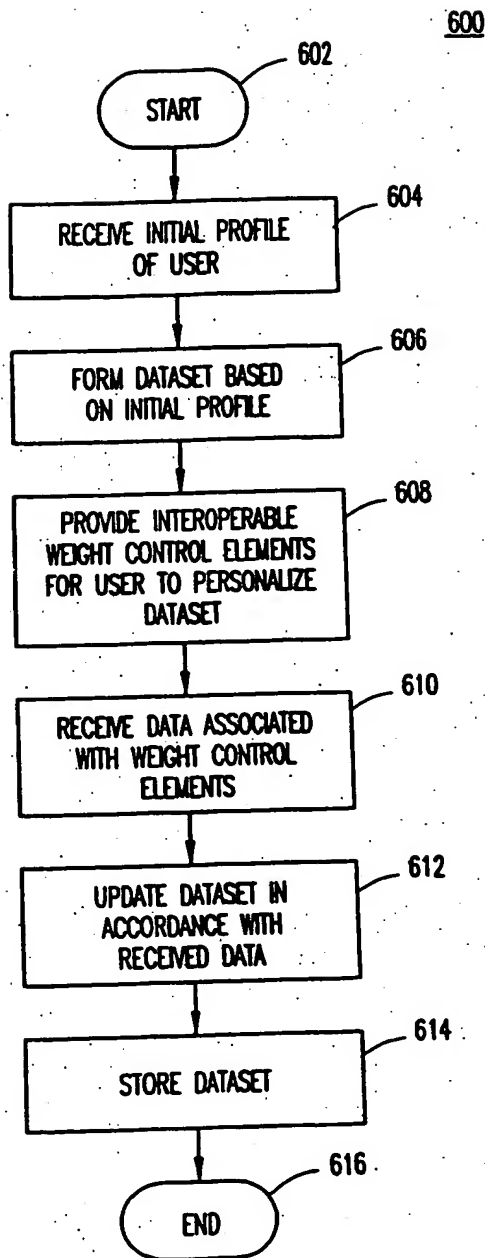 600
602
START
604
RECEIVE INITIAL PROFILE
OF USER
606
FORM DATASET BASED
ON INITIAL PROFILE
608
PROVIDE INTEROPERABLE
WEIGHT CONTROL ELEMENTS
FOR USER TO PERSONALIZE
DATASET
610
RECEIVE DATA ASSOCIATED
WITH WEIGHT CONTROL
ELEMENTS
612
UPDATE DATASET IN
ACCORDANCE WITH
RECEIVED DATA
614
STORE DATASET
616
END